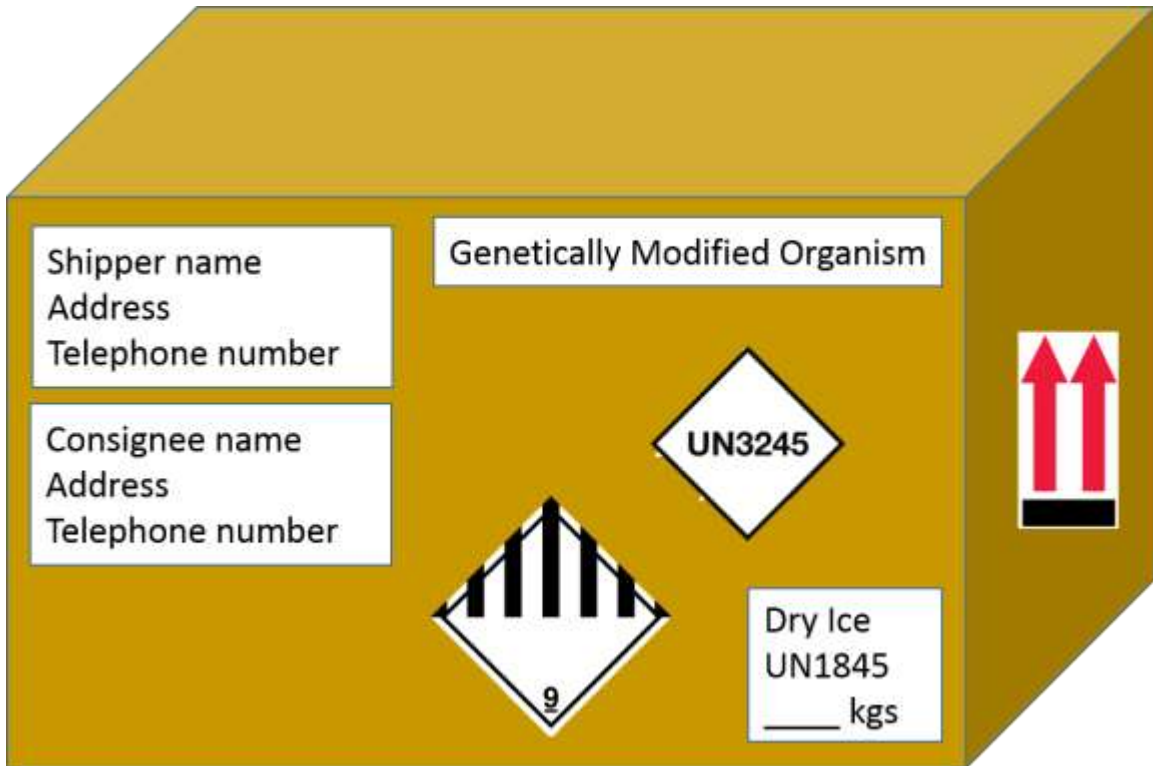 Shipper name
Address
Telephone number
Genetically Modified Organism
Consignee name
Address
Telephone number
UN3245
9
Dry Ice
UN1845
_____ kgs